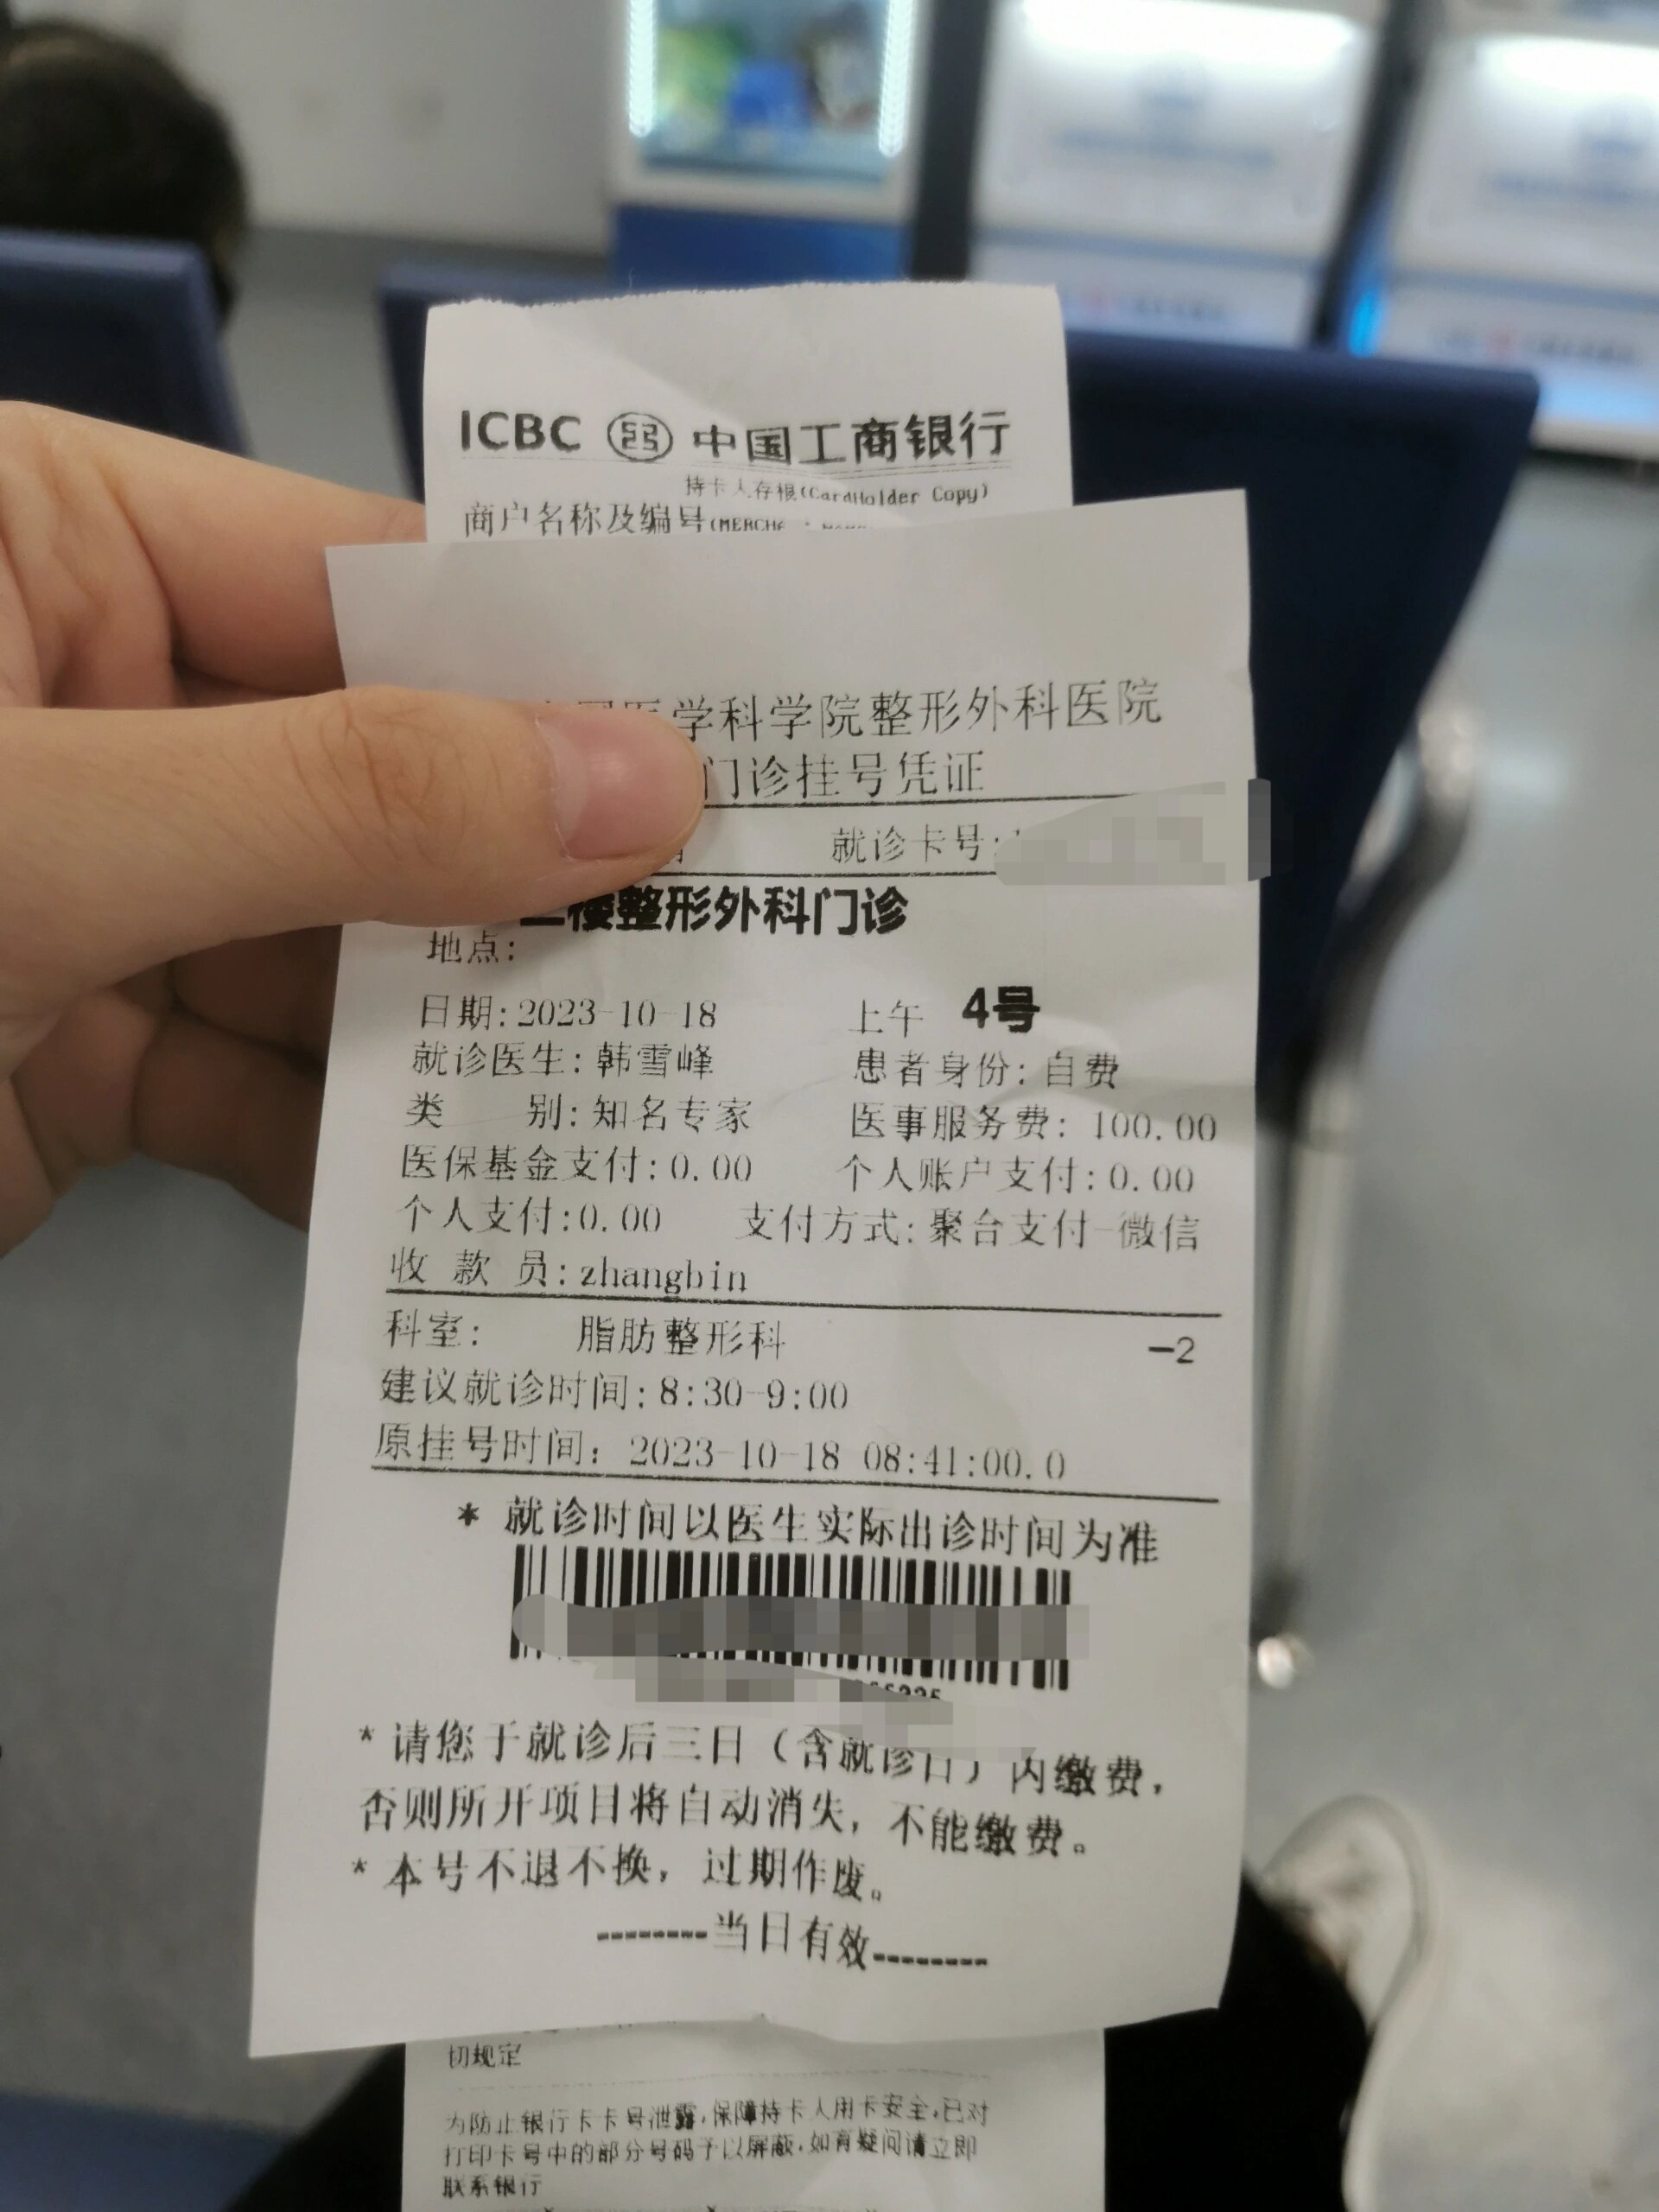 ICBC 中国工商银行
持卡人存根(CardHolder Copy)
商户名称及编号(MERCHA
医学科学院整形外科医院
门诊挂号凭证
就诊卡号:
二楼整形外科门诊
地点:
日期:2023-10-18 上午 4号
就诊医生:韩雪峰 患者身份:自费
类 别:知名专家 医事服务费:100.00
医保基金支付:0.00 个人账户支付:0.00
个人支付:0.00 支付方式:聚合支付-微信
收 款 员:zhangbin
科室: 脂肪整形科 -2
建议就诊时间:8:30-9:00
原挂号时间: 2023-10-18 08:41:00.0
* 就诊时间以医生实际出诊时间为准
* 请您于就诊后三日(含就诊日)内缴费,
否则所开项目将自动消失,不能缴费。
* 本号不退不换,过期作废。
--------当日有效--------
切规定
为防止银行卡卡号泄露,保障持卡人用卡安全,已对
打印卡号中的部分号码予以屏蔽.如有疑问请立即
联系银行